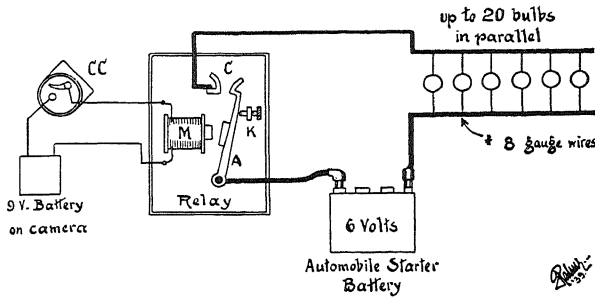 up to 20 bulbs
in parallel
CC
C
M
K
A
# 8 gauge wires
9 V. Battery
on camera
Relay
6 Volts
Automobile Starter
Battery